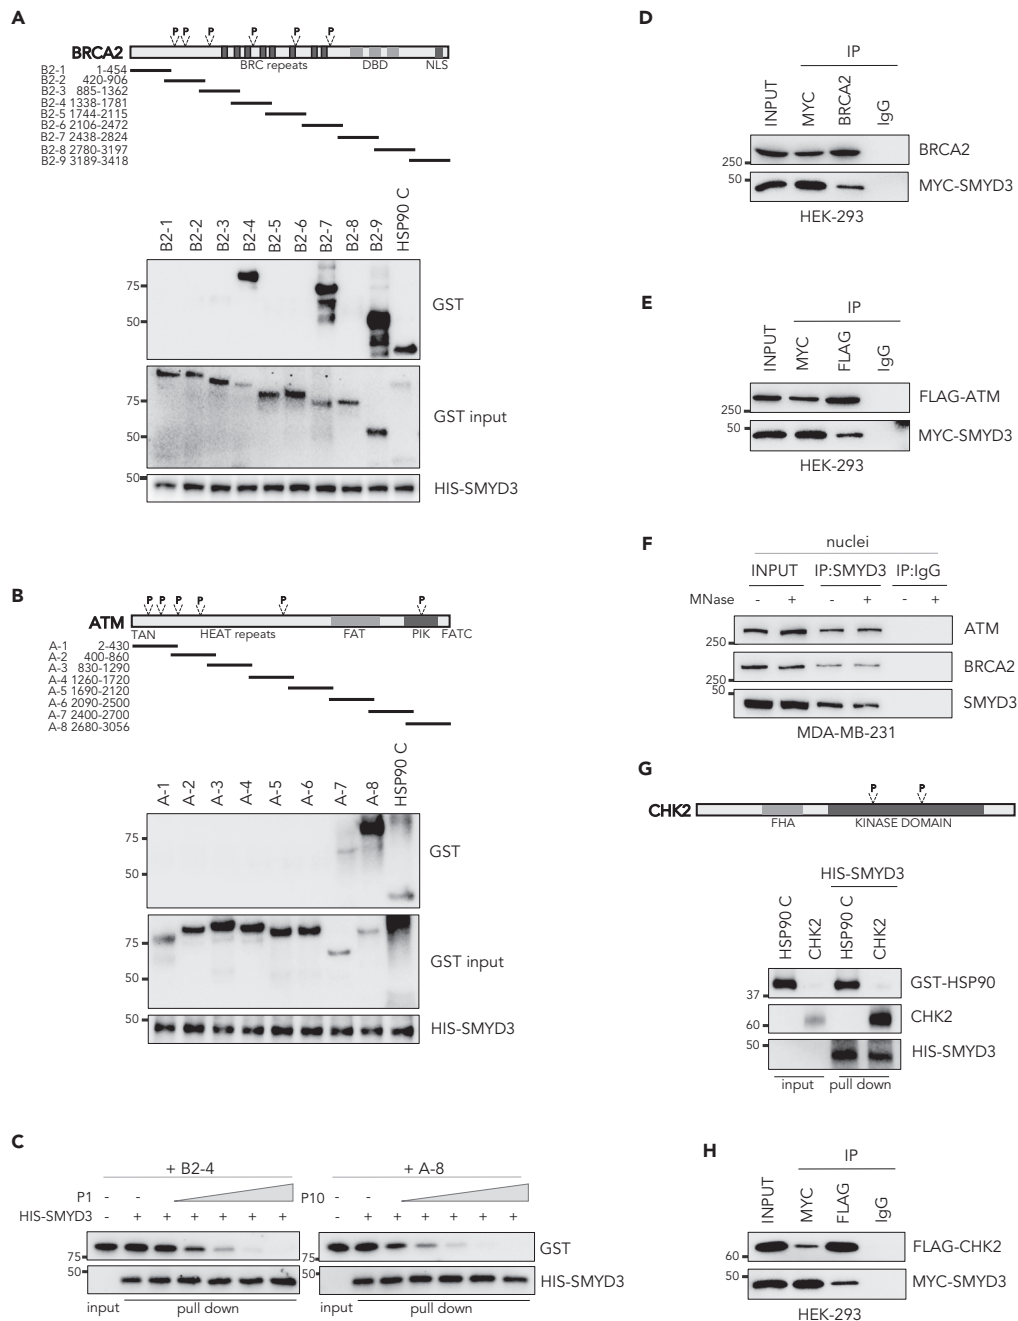 A
P P P P P P
BRCA2
BRC repeats DBD NLS
B2-1 1-454
B2-2 420-906
B2-3 885-1362
B2-4 1338-1781
B2-5 1744-2115
B2-6 2106-2472
B2-7 2438-2824
B2-8 2780-3197
B2-9 3189-3418
B2-1 B2-2 B2-3 B2-4 B2-5 B2-6 B2-7 B2-8 B2-9 HSP90 C
75
50
GST
75
50
GST input
50
HIS-SMYD3
B
P P P P P P
ATM
TAN HEAT repeats FAT PIK FATC
A-1 2-430
A-2 400-860
A-3 830-1290
A-4 1260-1720
A-5 1690-2120
A-6 2090-2500
A-7 2400-2700
A-8 2680-3056
A-1 A-2 A-3 A-4 A-5 A-6 A-7 A-8 HSP90 C
75
50
GST
75
50
GST input
50
HIS-SMYD3
C
+ B2-4 + A-8
P1 - - P10 - -
HIS-SMYD3 - + + + + + + - + + + + + +
75 75 GST
50 50 HIS-SMYD3
input pull down input pull down
D
IP
INPUT MYC BRCA2 IgG
250 BRCA2
50 MYC-SMYD3
HEK-293
E
IP
INPUT MYC FLAG IgG
250 FLAG-ATM
50 MYC-SMYD3
HEK-293
F
nuclei
INPUT IP:SMYD3 IP:IgG
MNase - + - + - +
250 ATM
250 BRCA2
50 SMYD3
MDA-MB-231
G
P P
CHK2
FHA KINASE DOMAIN
HIS-SMYD3
HSP90 C CHK2 HSP90 C CHK2
37 GST-HSP90
60 CHK2
50 HIS-SMYD3
input pull down
H
IP
INPUT MYC FLAG IgG
60 FLAG-CHK2
50 MYC-SMYD3
HEK-293